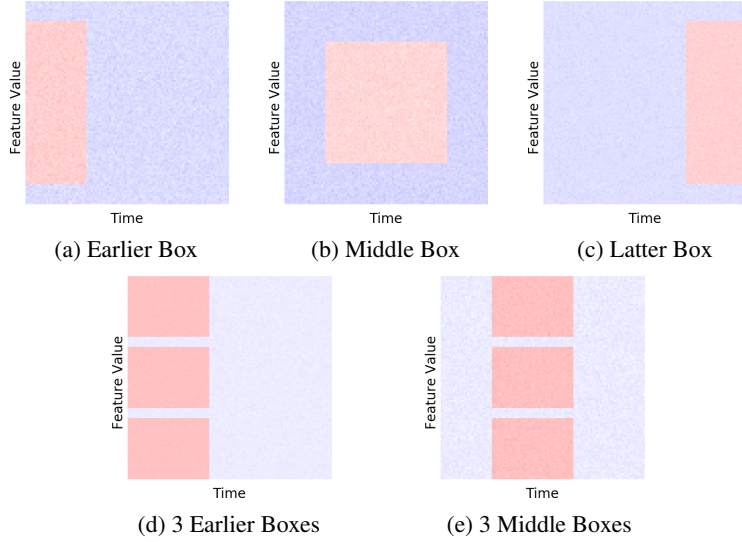 Feature Value
Time
(a) Earlier Box
Feature Value
Time
(b) Middle Box
Feature Value
Time
(c) Latter Box
Feature Value
Time
(d) 3 Earlier Boxes
Feature Value
Time
(e) 3 Middle Boxes